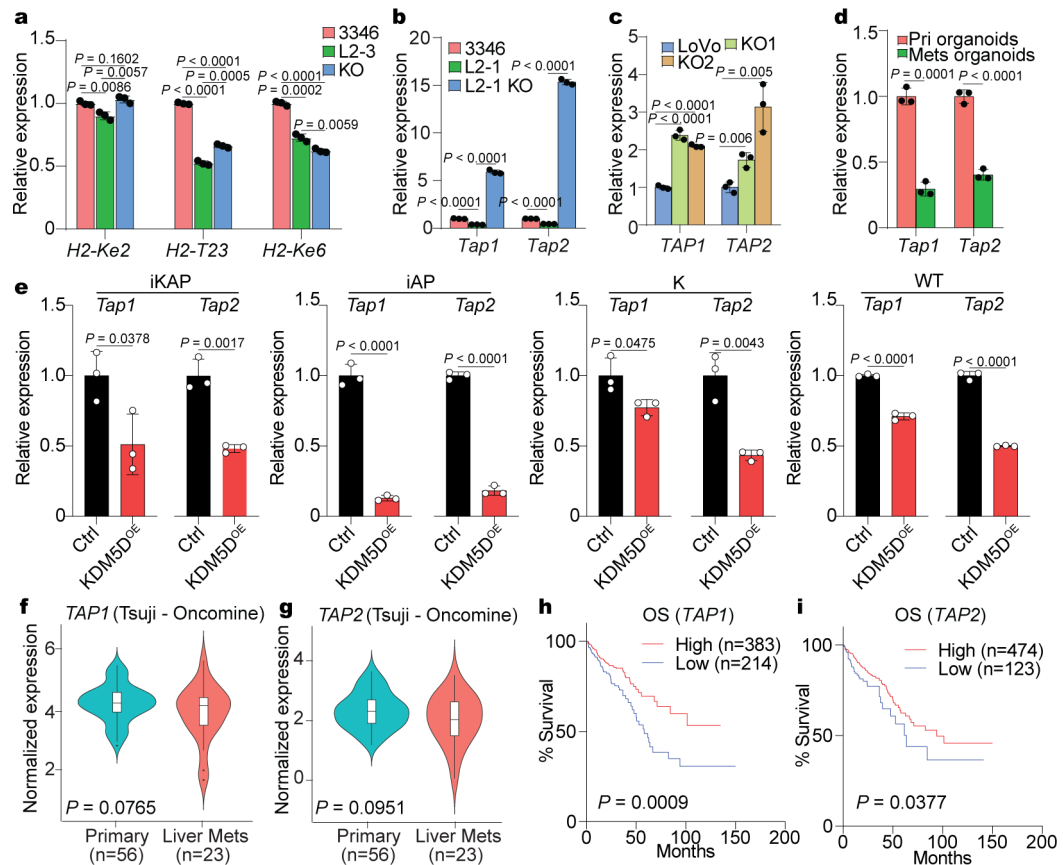 a
3346
L2-3
KO
Relative expression
1.5
1.0
0.5
0
P = 0.1602
P = 0.0057
P = 0.0086
P < 0.0001
P = 0.0005
P < 0.0001
P < 0.0001
P = 0.0002
P = 0.0059
H2-Ke2
H2-T23
H2-Ke6
b
3346
L2-1
L2-1 KO
Relative expression
20
15
10
5
0
P < 0.0001
P < 0.0001
P < 0.0001
P < 0.0001
Tap1
Tap2
c
LoVo
KO1
KO2
Relative expression
5
4
3
2
1
0
P < 0.0001
P < 0.0001
P = 0.005
P = 0.006
TAP1
TAP2
d
Pri organoids
Mets organoids
Relative expression
1.5
1.0
0.5
0
P = 0.0001
P < 0.0001
Tap1
Tap2
e
iKAP
Tap1
Tap2
Relative expression
1.5
1.0
0.5
0
P = 0.0378
P = 0.0017
Ctrl
KDM5DOE
Ctrl
KDM5DOE
iAP
Tap1
Tap2
Relative expression
1.5
1.0
0.5
0
P < 0.0001
P < 0.0001
Ctrl
KDM5DOE
Ctrl
KDM5DOE
K
Tap1
Tap2
Relative expression
1.5
1.0
0.5
0
P = 0.0475
P = 0.0043
Ctrl
KDM5DOE
Ctrl
KDM5DOE
WT
Tap1
Tap2
Relative expression
1.5
1.0
0.5
0
P < 0.0001
P < 0.0001
Ctrl
KDM5DOE
Ctrl
KDM5DOE
f
TAP1 (Tsuji - Oncomine)
Normalized expression
6
4
2
P = 0.0765
Primary
(n=56)
Liver Mets
(n=23)
g
TAP2 (Tsuji - Oncomine)
Normalized expression
4
2
0
P = 0.0951
Primary
(n=56)
Liver Mets
(n=23)
h
OS (TAP1)
High (n=383)
Low (n=214)
% Survival
100
50
0
P = 0.0009
0 50 100 150 200
Months
i
OS (TAP2)
High (n=474)
Low (n=123)
% Survival
100
50
0
P = 0.0377
0 50 100 150 200
Months